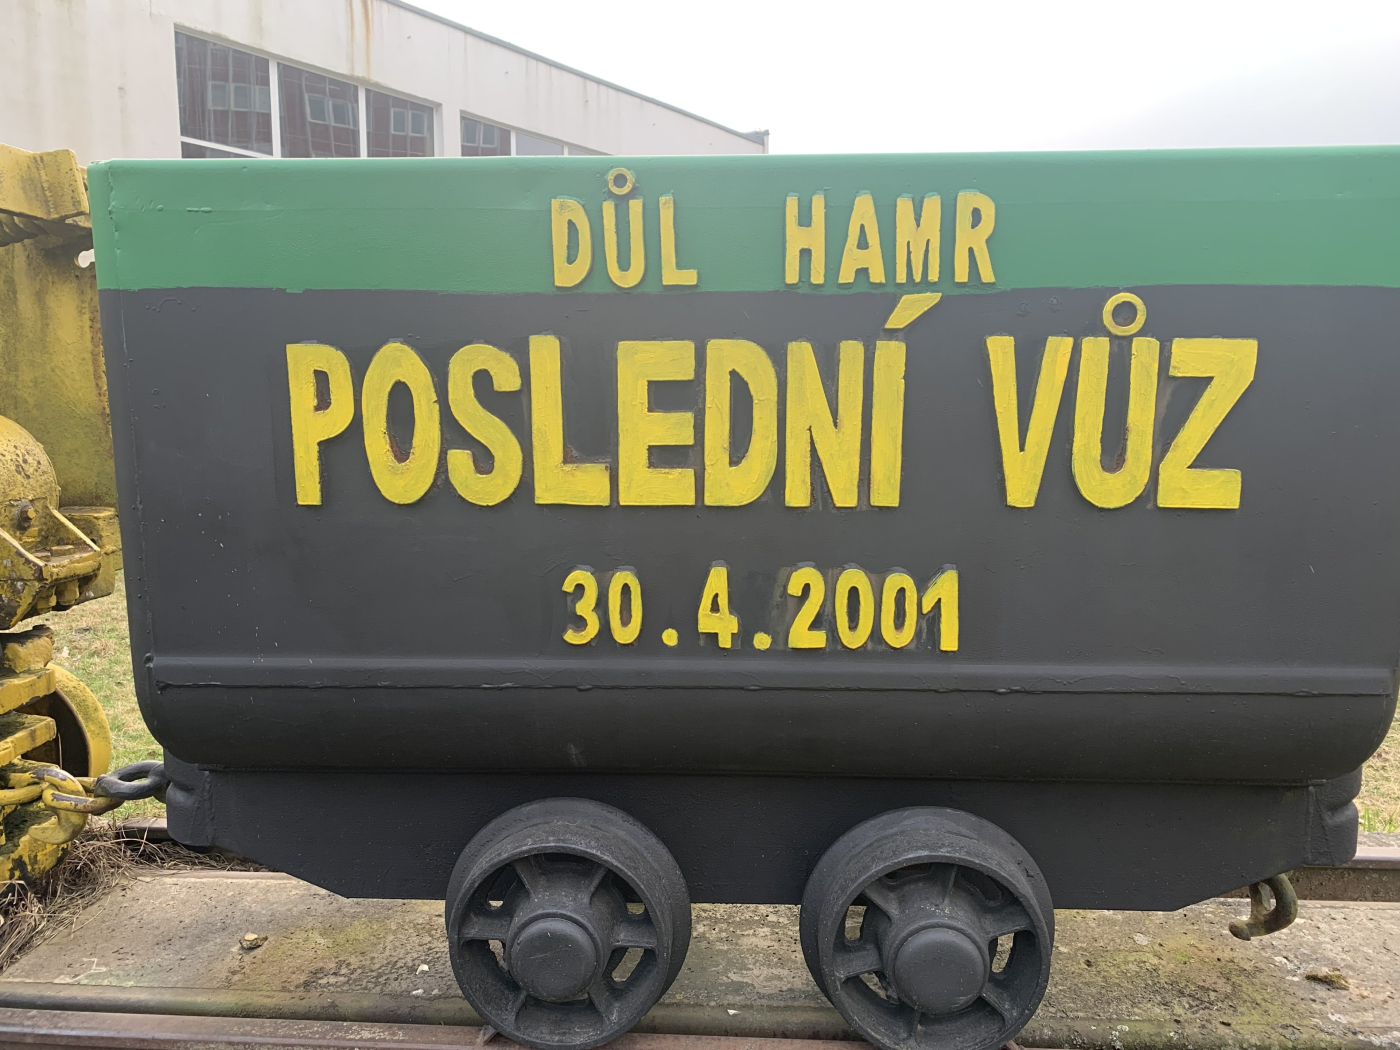 DŮL HAMR
POSLEDNÍ VŮZ
30.4.2001